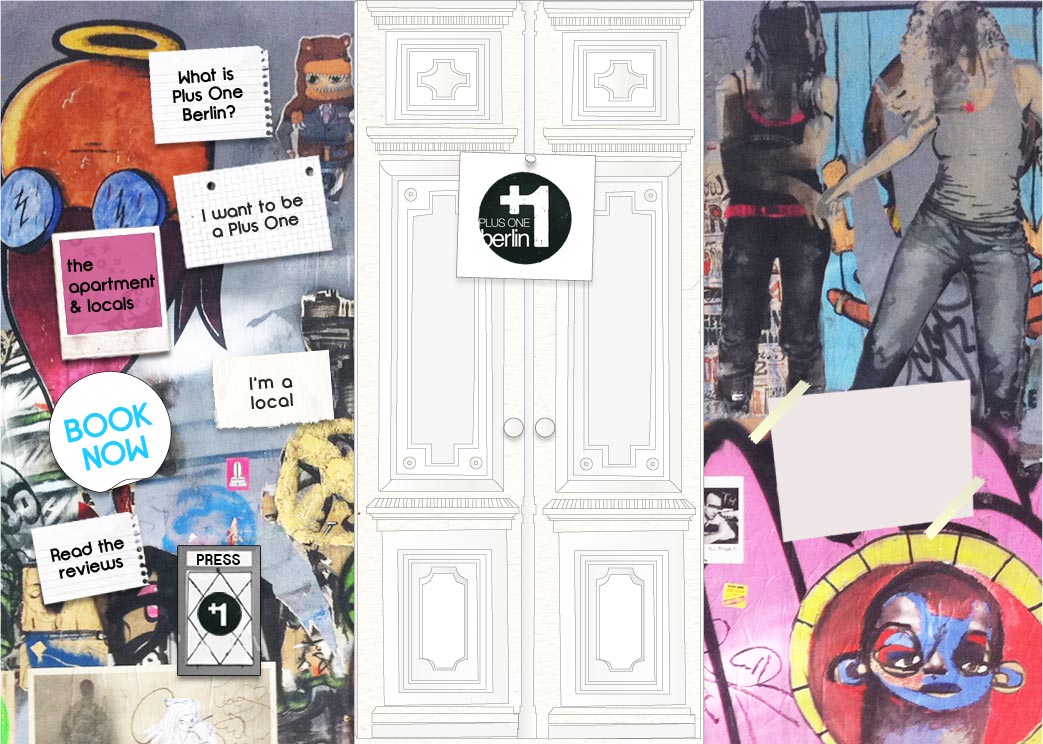 What is
Plus One
Berlin?
I want to be
a Plus One
the
apartment
& locals
+1
PLUS ONE
berlin
I'm a
local
BOOK
NOW
Read the
reviews
PRESS
+1